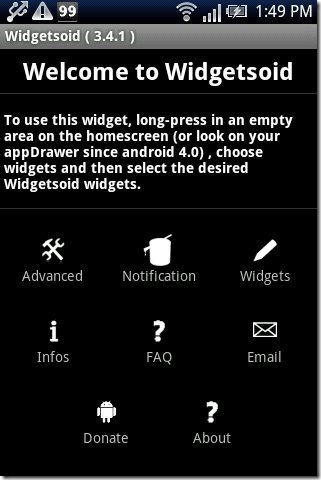 99 1:49 PM
Widgetsoid ( 3.4.1 )
Welcome to Widgetsoid
To use this widget, long-press in an empty
area on the homescreen (or look on your
appDrawer since android 4.0) , choose
widgets and then select the desired
Widgetsoid widgets.
Advanced Notification Widgets
Infos FAQ Email
Donate About